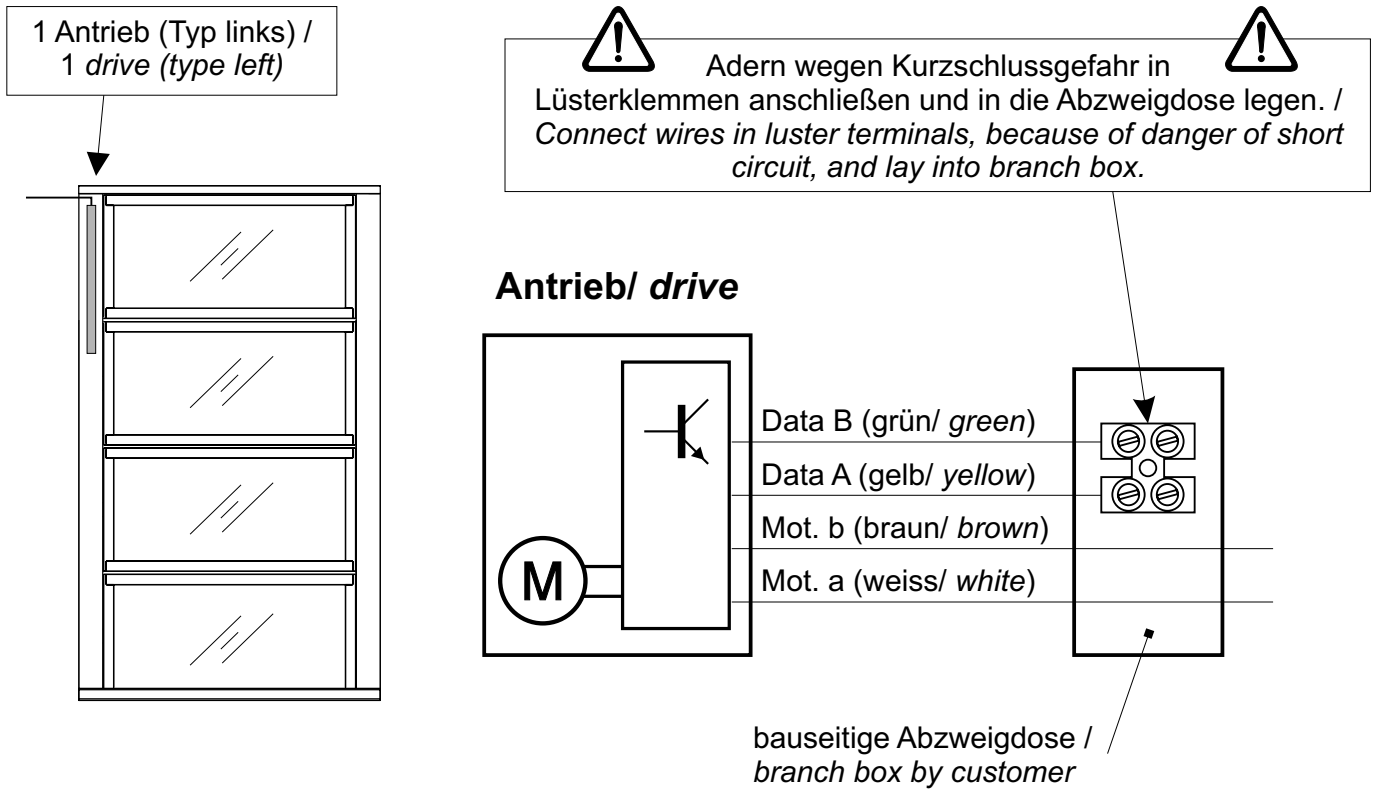 1 Antrieb (Typ links) /
1 drive (type left)
Adern wegen Kurzschlussgefahr in
Lüsterklemmen anschließen und in die Abzweigdose legen. /
Connect wires in luster terminals, because of danger of short
circuit, and lay into branch box.
Antrieb/ drive
Data B (grün/ green)
Data A (gelb/ yellow)
Mot. b (braun/ brown)
Mot. a (weiss/ white)
M
bauseitige Abzweigdose /
branch box by customer